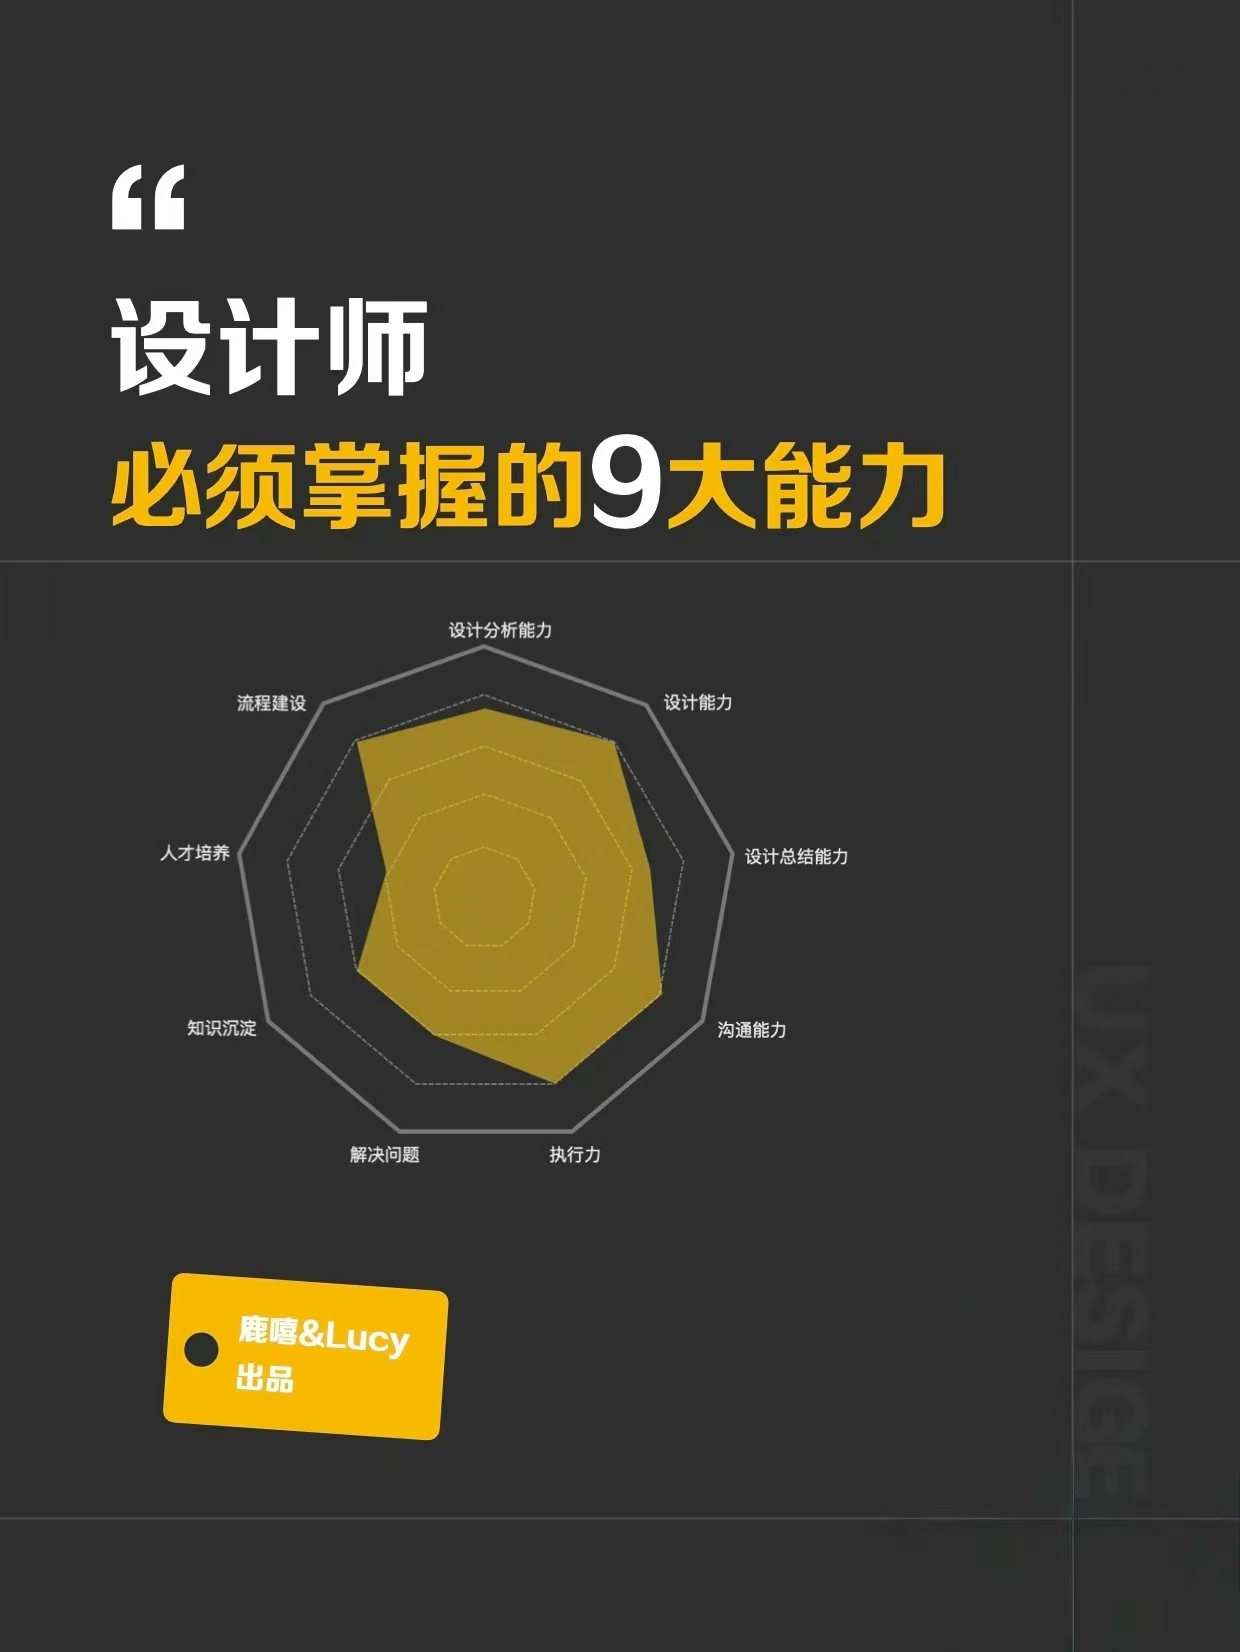 “
设计师
必须掌握的9大能力
设计分析能力
流程建设
设计能力
人才培养
设计总结能力
知识沉淀
沟通能力
解决问题
执行力
鹿嘻&Lucy
出品
UX DESIGE